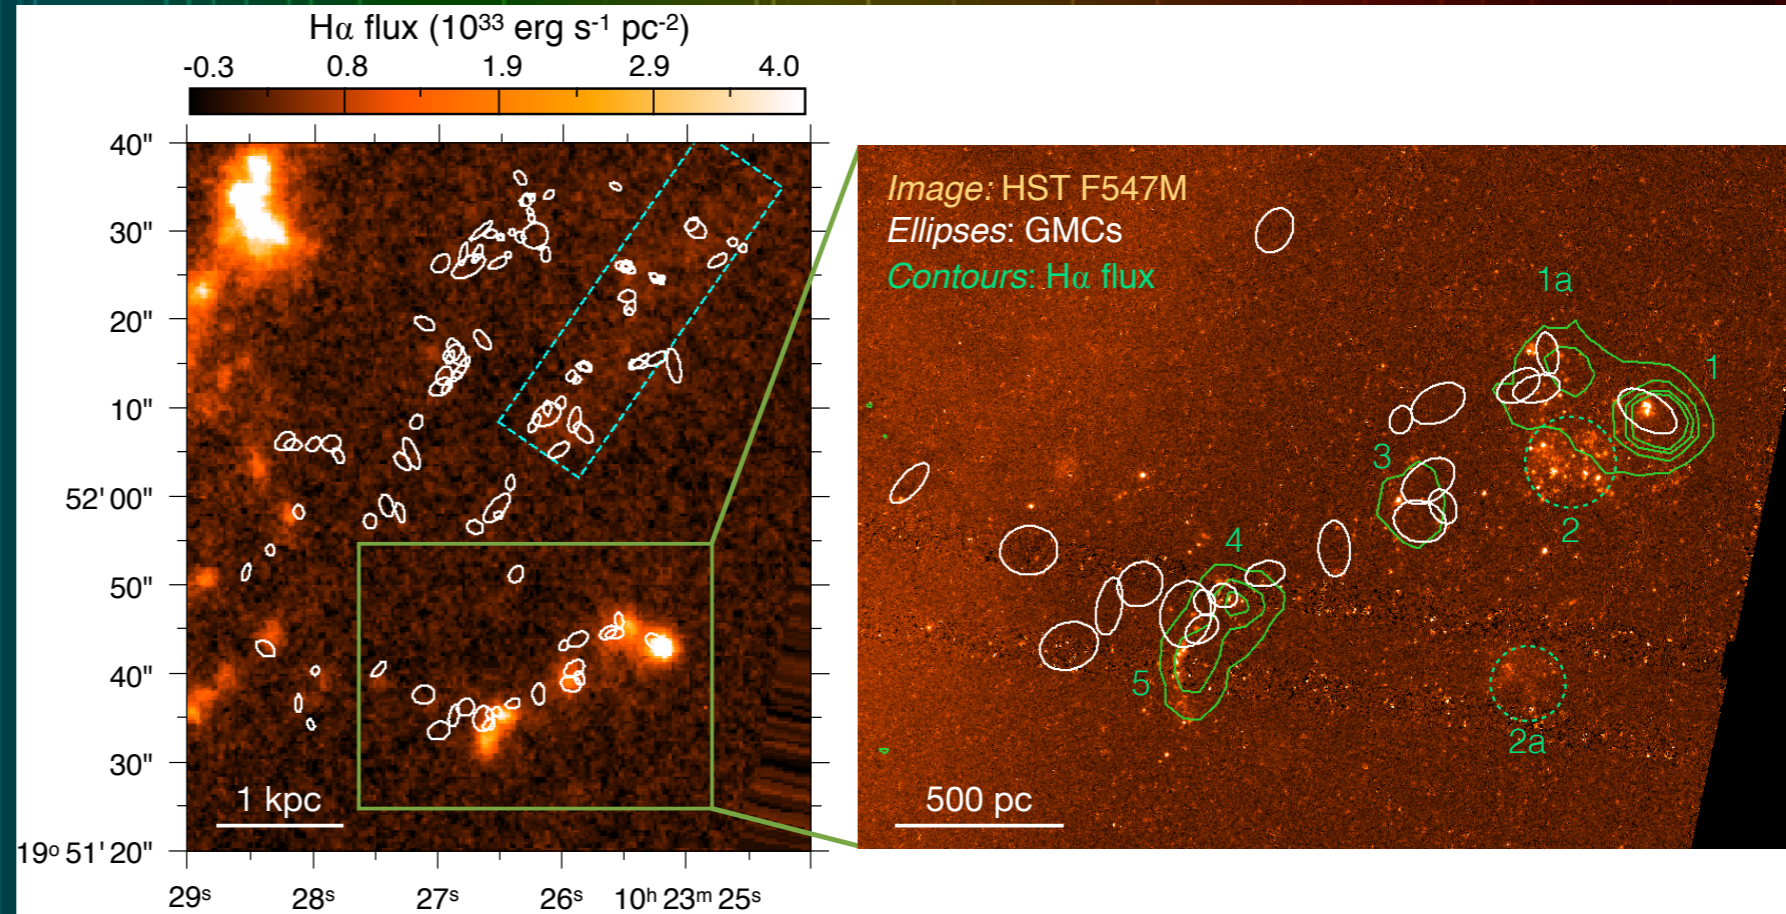 Hα flux (10³³ erg s⁻¹ pc⁻²)
-0.3 0.8 1.9 2.9 4.0
40"
30"
20"
10"
52' 00"
50"
40"
30"
19º 51' 20"
29ˢ 28ˢ 27ˢ 26ˢ 10ʰ 23ᵐ 25ˢ
1 kpc
Image: HST F547M
Ellipses: GMCs
Contours: Hα flux
1a
1
3
2
4
5
2a
500 pc